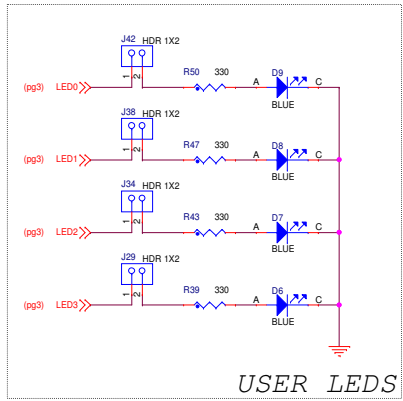 J42 HDR 1X2
R50 330 D9
(pg3) LED0 1 2 A C
BLUE
J38 HDR 1X2
R47 330 D8
(pg3) LED1 1 2 A C
BLUE
J34 HDR 1X2
R43 330 D7
(pg3) LED2 1 2 A C
BLUE
J29 HDR 1X2
R39 330 D6
(pg3) LED3 1 2 A C
BLUE
USER LEDS